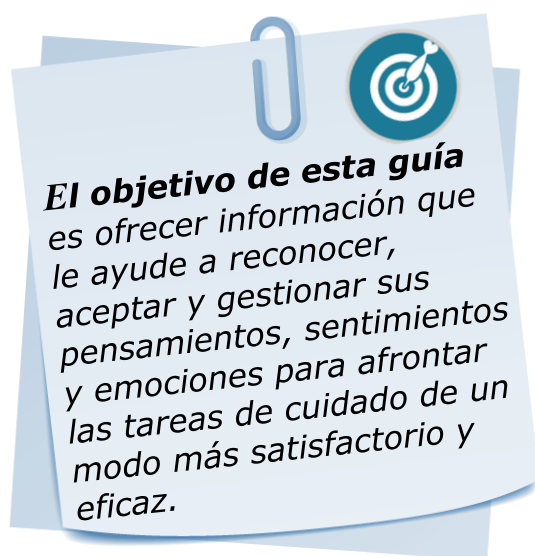 El objetivo de esta guía
es ofrecer información que
le ayude a reconocer,
aceptar y gestionar sus
pensamientos, sentimientos
y emociones para afrontar
las tareas de cuidado de un
modo más satisfactorio y
eficaz.